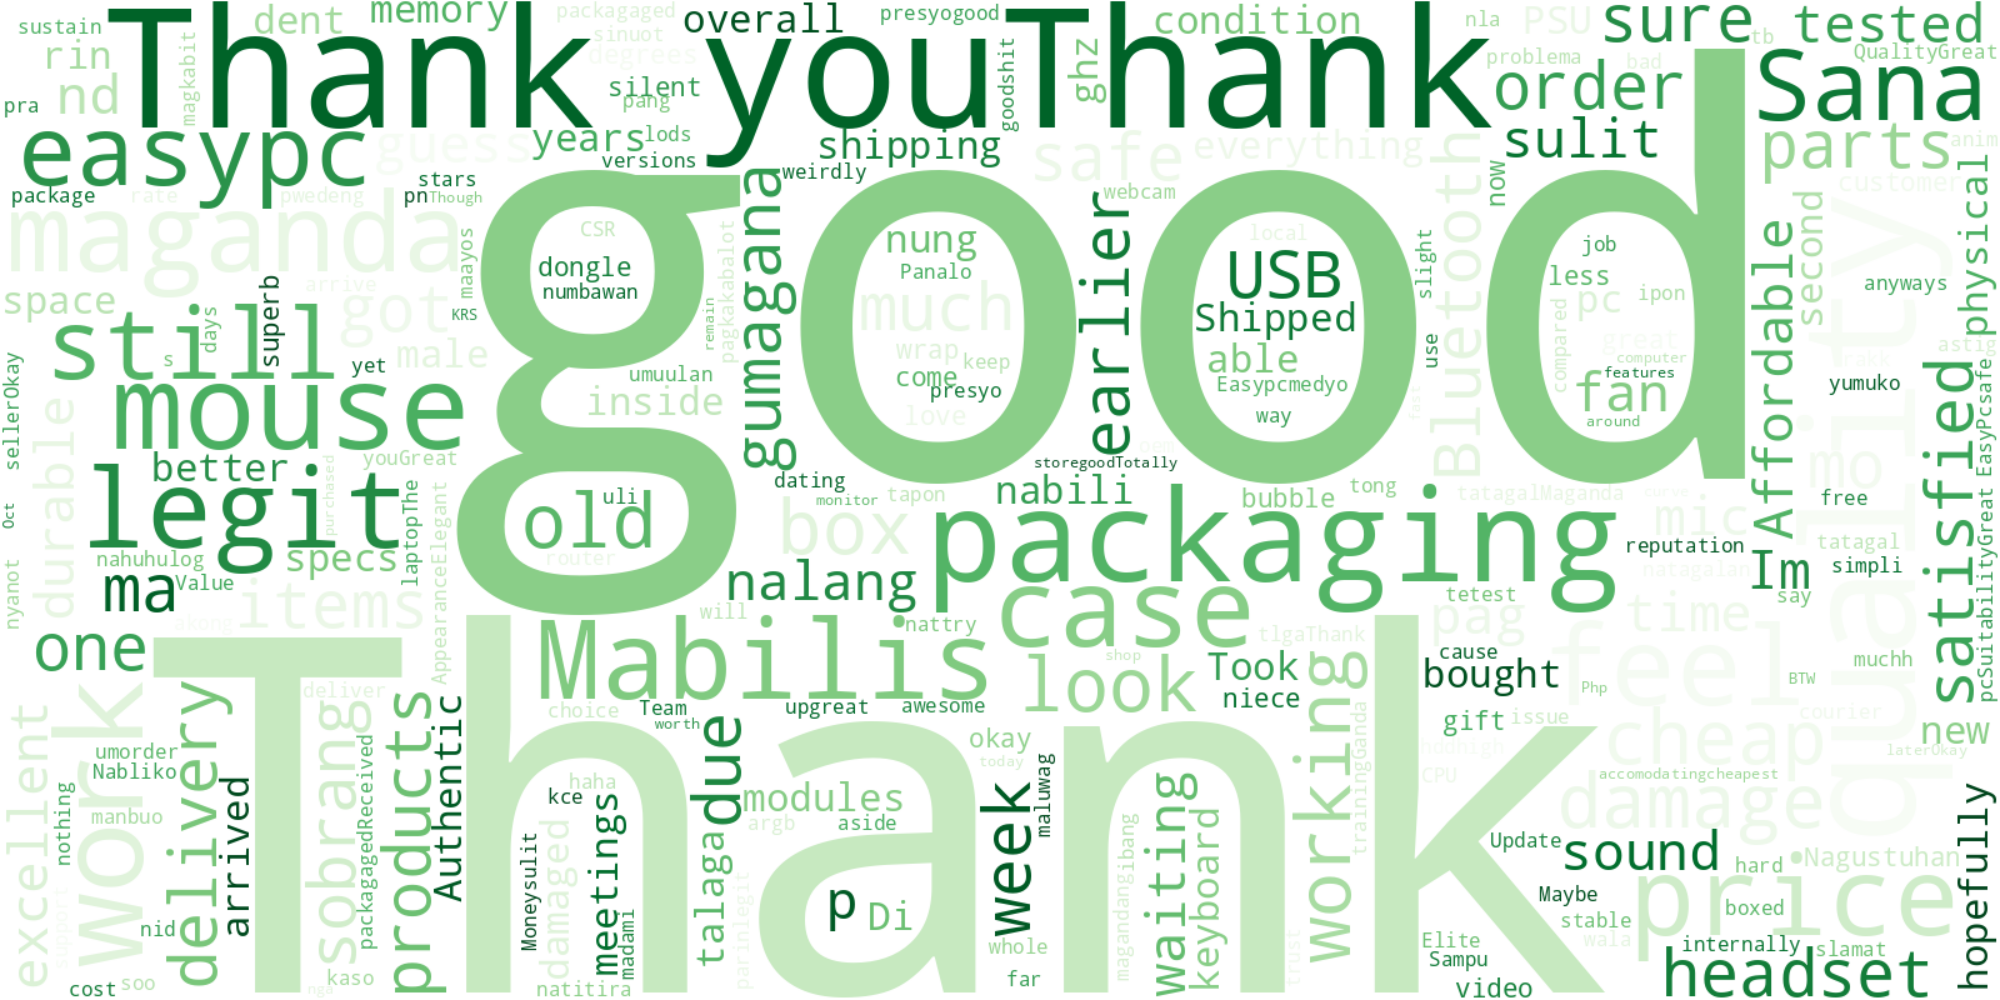 Thank youThank
good
Thank
sustain
dent
memory
packagaged
overall
presyogood
condition
nla
PSU
sure
tested
rin
magkabit
sinuot
degrees
ghz
problema
bad
tb
QualityGreat
pra
nd
silent
pang
goodshit
order
Sana
easypc
guess
years
lods
versions
shipping
safe
everything
Bluetooth
sulit
parts
anim
package
rate
pwedeng
stars
pnThough
weirdly
webcam
now
customer
maganda
maayos
CSR
gumagana
nung
earlier
local
slight
job
second
physical
space
arrive
dongle
numbawan
Panalo
USB
less
pc
ipon
Affordable
anyways
superb
got
KRS
remain
pagkakabalot
much
Shipped
compared
great
quality
astig
still
days
s
male
yet
umuulan
wrap
keep
come
able
use
computer
features
rakk
yumuko
mouse
inside
presyo
love
Easypcmedyo
way
fan
around
fast
sellerOkay
durable
better
youGreat
oem
storegoodTotally
dating
monitor
tapon
nabili
bubble
tong
tatagalMaganda
curve
mo
free
satisfied
EasyPcsafe
Oct
legit
purchased
laptopThe
old
uli
box
packaging
mic
reputation
tatagal
nahuhulog
specs
router
natagalan
simpli
nyanot
ma
Value
items
AppearanceElegant
nalang
case
tetest
Im
say
pcSuitabilityGreat
akong
will
nattry
tlgaThank
pag
time
one
Mabilis
look
shop
Took
cause
feel
muchh
work
deliver
choice
Team
worth
upgreat
awesome
niece
bought
Php
BTW
courier
excellent
delivery
sobrang
products
Authentic
due
okay
today
working
gift
issue
cheap
new
umorder
Nabliko
packagagedReceived
haha
kce
modules
hodhigh
CPU
trainingGanda
accomodatingcheapest
laterOkay
nothing
manbuo
arrived
Moneysulit
damaged
meetings
talaga
argb
aside
week
maluwag
magandangibang
waiting
keyboard
Update
sound
damage
hard
Nagustuhan
hopefully
support
nid
madami
parinlegit
p
Di
whole
trust
Maybe
stable
price
boxed
cost
soo
nga
kaso
natitira
far
Elite
Sampu
video
wala
internally
slamat
headset